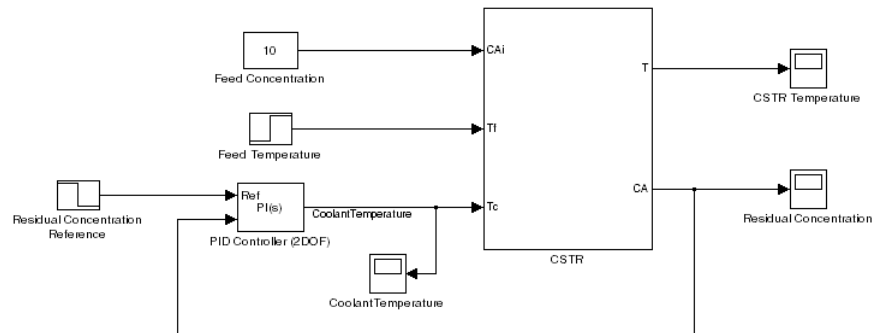 10
CAi
Feed Concentration
T
CSTR Temperature
Tf
Feed Temperature
Ref
PI(s)
CoolantTemperature
Tc
CA
Residual Concentration
Reference
PID Controller (2DOF)
Residual Concentration
CSTR
CoolantTemperature